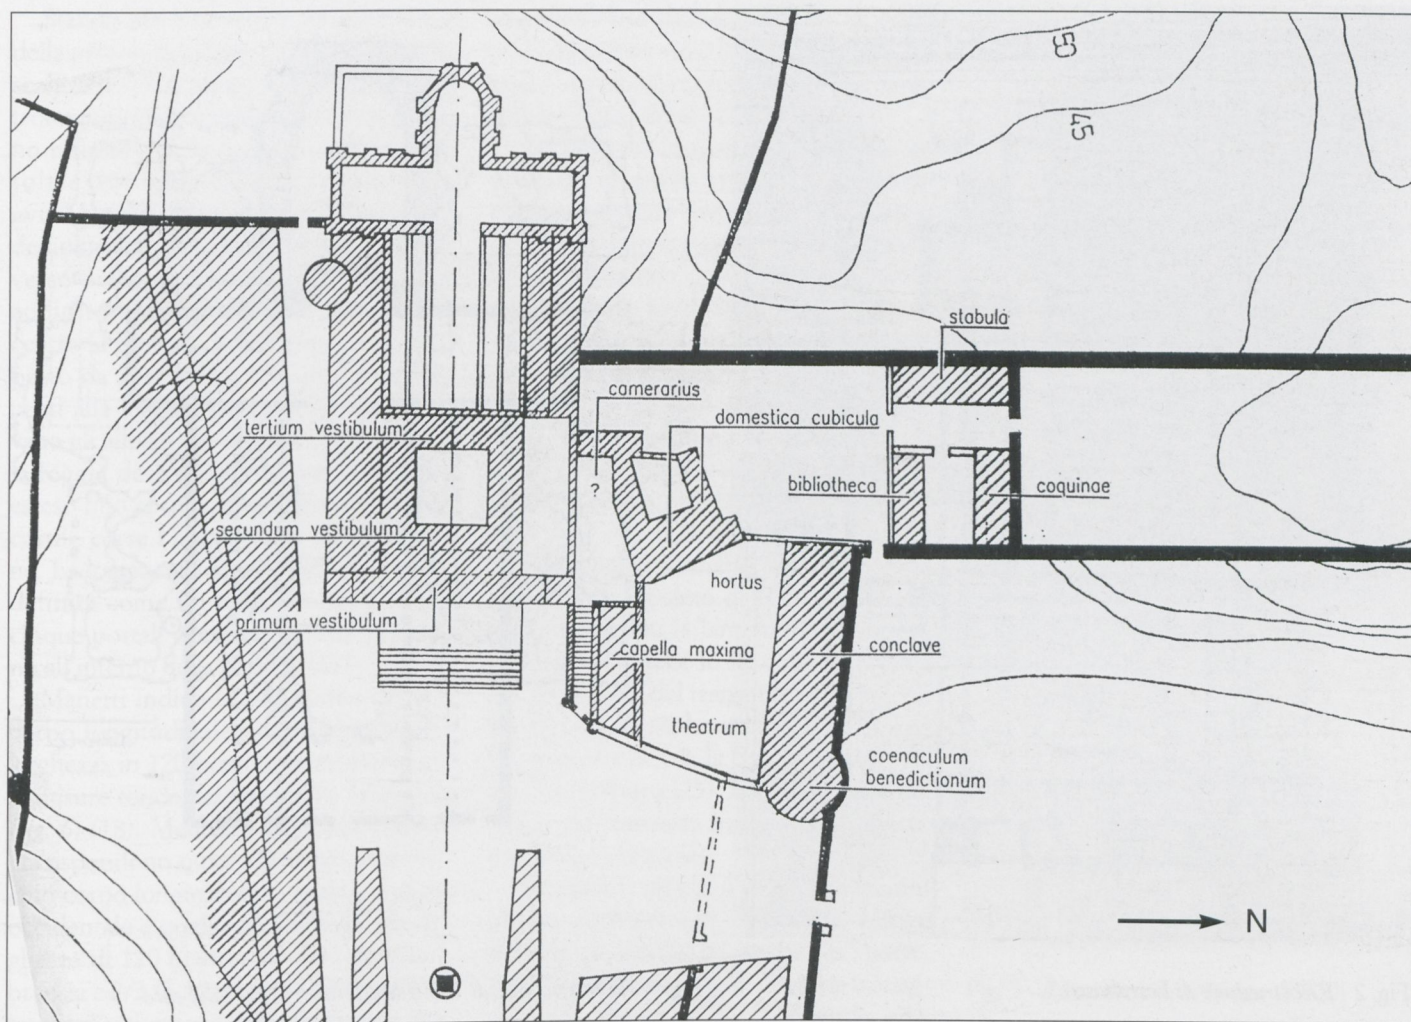 50
45
stabula
camerarius
tertium vestibulum
domestica cubicula
?
bibliotheca
coquinae
secundum vestibulum
hortus
primum vestibulum
capella maxima
conclave
theatrum
coenaculum
benedictionum
N